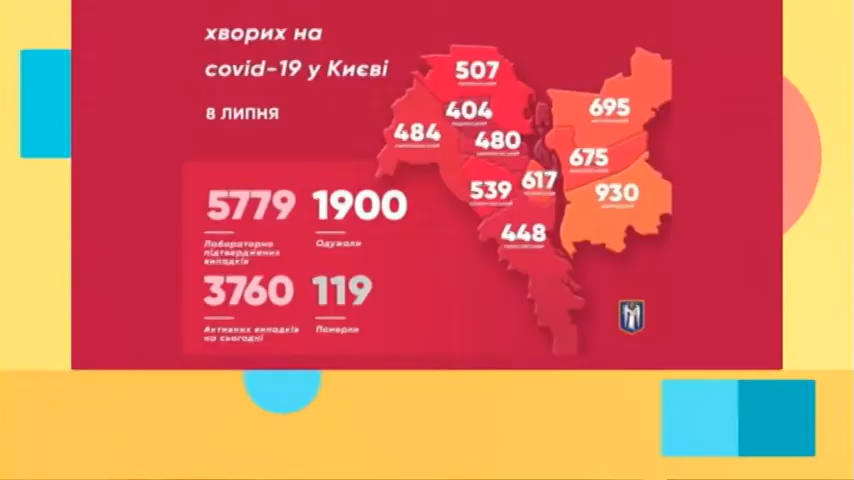 хворих на
covid-19 у Києві
8 ЛИПНЯ
507
404
695
484
480
675
617
539
930
448
5779
1900
Лабораторно
підтверджених
випадків
Одужали
3760
119
Активних випадків
на сьогодні
Померли